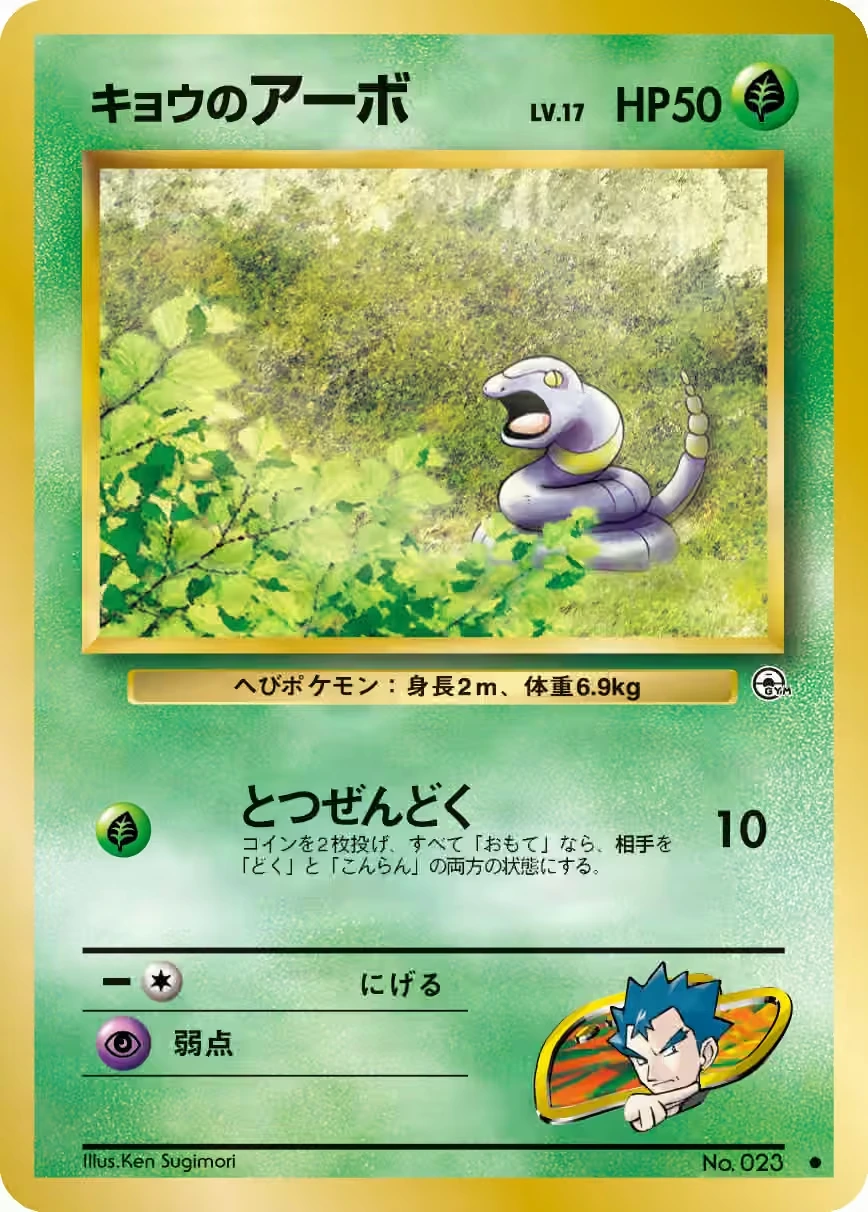 キョウのアーボ LV.17 HP50
へびポケモン：身長2m、体重6.9kg
GYM
とつぜんどく 10
コインを2枚投げ、すべて「おもて」なら、相手を
「どく」と「こんらん」の両方の状態にする。
ー にげる
弱点
Illus.Ken Sugimori No. 023